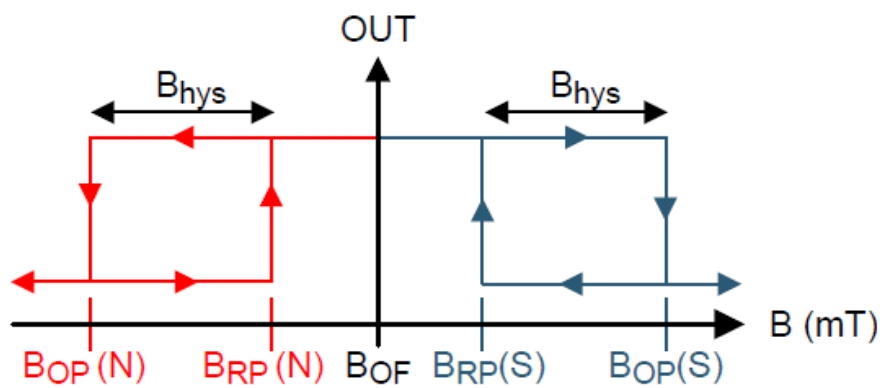 OUT
Bhys Bhys
B (mT)
BOP (N) BRP (N) BOF BRP(S) BOP(S)